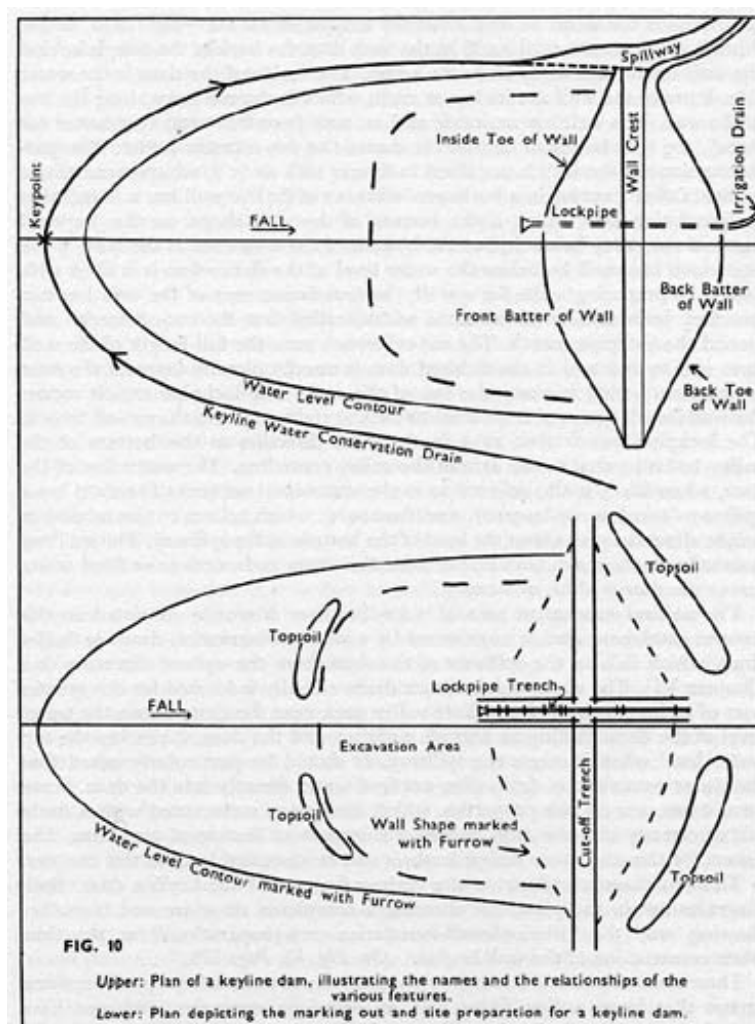 Spillway
Inside Toe of Wall
Wall Crest
Irrigation Drain
Keypoint
Lockpipe
FALL
Front Batter of Wall
Back Batter
of Wall
Back Toe
of Wall
Water Level Contour
Keyline Water Conservation Drain
Topsoil
Topsoil
Lockpipe Trench
FALL
Excavation Area
Topsoil
Wall Shape marked
with Furrow
Cut-off Trench
Topsoil
Water Level Contour marked with Furrow
FIG. 10
Upper: Plan of a keyline dam, illustrating the names and the relationships of the
various features.
Lower: Plan depicting the marking out and site preparation for a keyline dam.